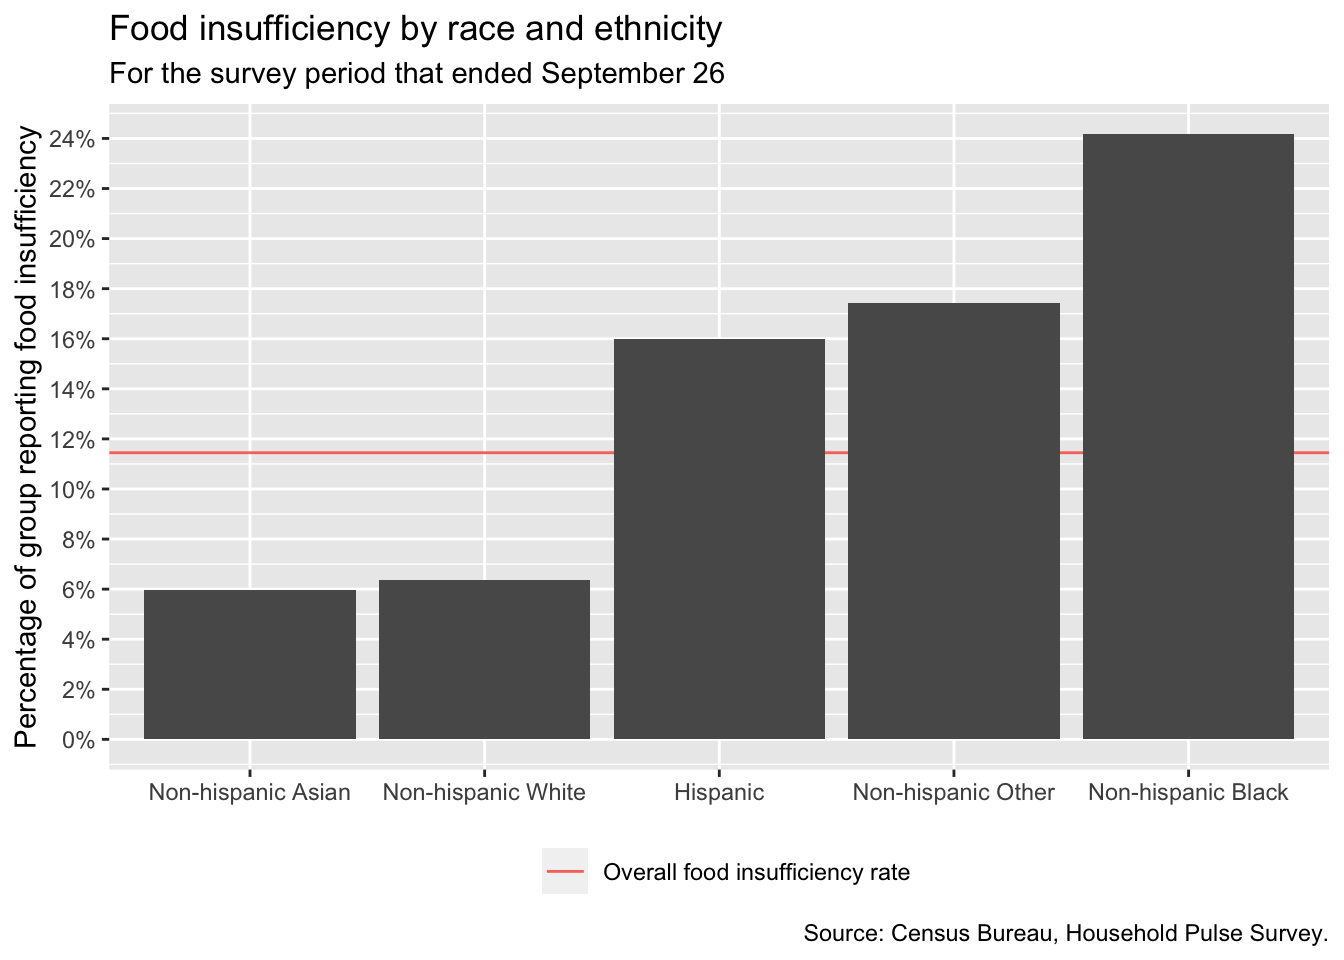 Food insufficiency by race and ethnicity
For the survey period that ended September 26
Percentage of group reporting food insufficiency
24%
22%
20%
18%
16%
14%
12%
10%
8%
6%
4%
2%
0%
Non-hispanic Asian
Non-hispanic White
Hispanic
Non-hispanic Other
Non-hispanic Black
Overall food insufficiency rate
Source: Census Bureau, Household Pulse Survey.